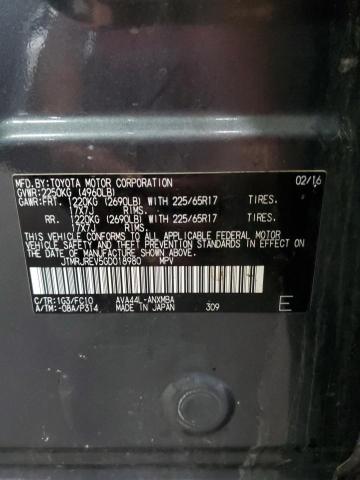 MFD.BY:TOYOTA MOTOR CORPORATION 02/16
GVWR:2250KG (4960LB)
GAWR:FRT. 1220KG (2690LB) WITH 225/65R17 TIRES.
17X7J RIMS.
RR. 1220KG (2690LB) WITH 225/65R17 TIRES.
17X7J RIMS.
THIS VEHICLE CONFORMS TO ALL APPLICABLE FEDERAL MOTOR
VEHICLE SAFETY AND THEFT PREVENTION STANDARDS IN EFFECT
ON THE DATE OF MANUFACTURE SHOWN ABOVE.
JTMRJREV5GD018980 MPV
C/TR:1G3/FC10 AVA44L-ANXMBA
A/TM:-08A/P314 MADE IN JAPAN 309 E